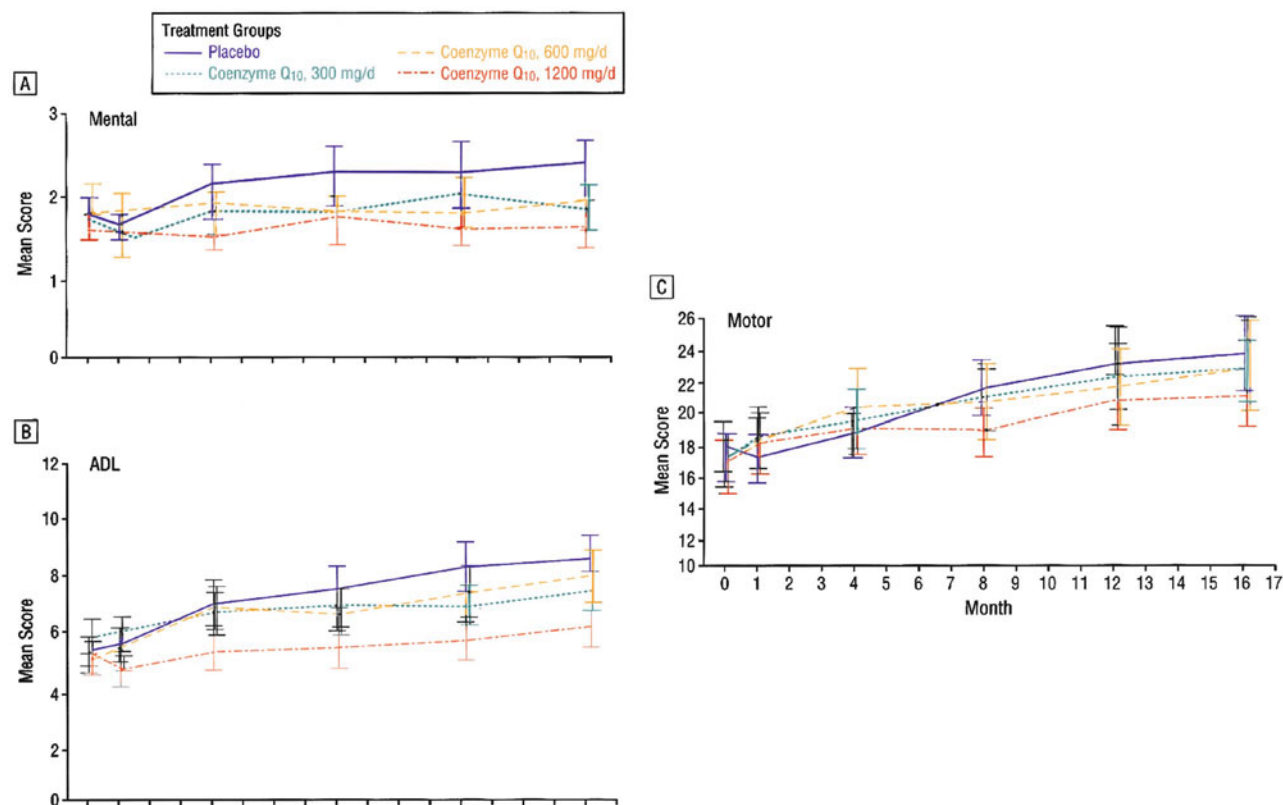 Treatment Groups
Placebo
Coenzyme Q10, 600 mg/d
Coenzyme Q10, 300 mg/d
Coenzyme Q10, 1200 mg/d
A
Mental
3
2
1
0
Mean Score
B
ADL
12
10
8
6
4
2
0
Mean Score
C
Motor
26
24
22
20
18
16
14
12
10
Mean Score
0 1 2 3 4 5 6 7 8 9 10 11 12 13 14 15 16 17
Month